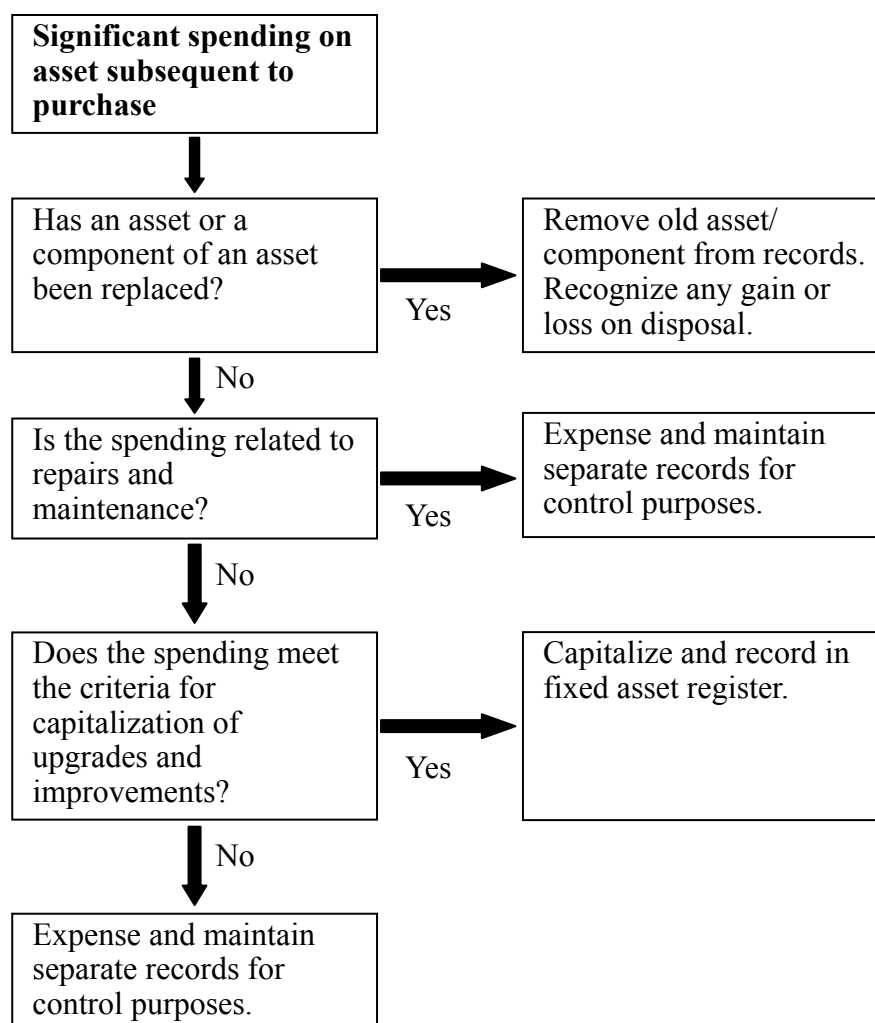 Significant spending on
asset subsequent to
purchase
Has an asset or a
component of an asset
been replaced?
Yes
Remove old asset/
component from records.
Recognize any gain or
loss on disposal.
No
Is the spending related to
repairs and
maintenance?
Yes
Expense and maintain
separate records for
control purposes.
No
Does the spending meet
the criteria for
capitalization of
upgrades and
improvements?
Yes
Capitalize and record in
fixed asset register.
No
Expense and maintain
separate records for
control purposes.